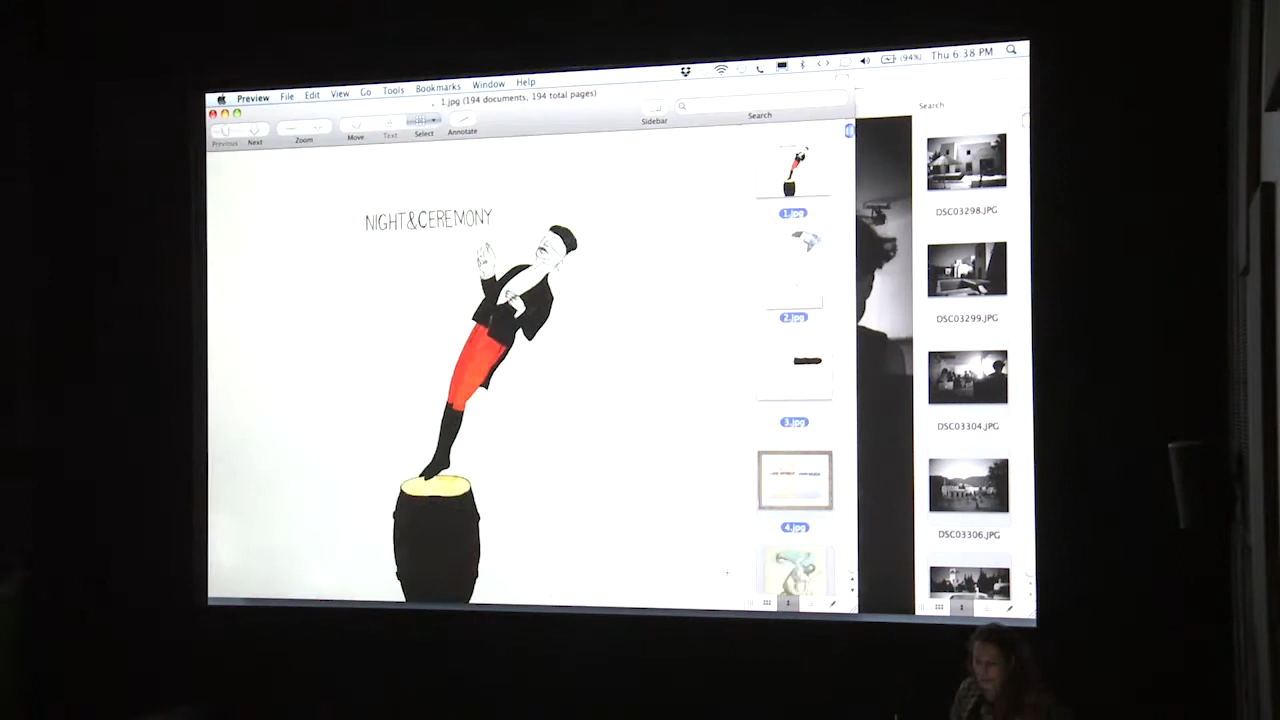 Preview File Edit View Go Tools Bookmarks Window Help
(94%) Thu 6:38 PM
1.jpg (194 documents, 194 total pages)
Previous Next Zoom Move Text Select Annotate Sidebar Search
Search
NIGHT&CEREMONY
1.jpg
2.jpg
3.jpg
4.jpg
DSC03298.JPG
DSC03299.JPG
DSC03304.JPG
DSC03306.JPG